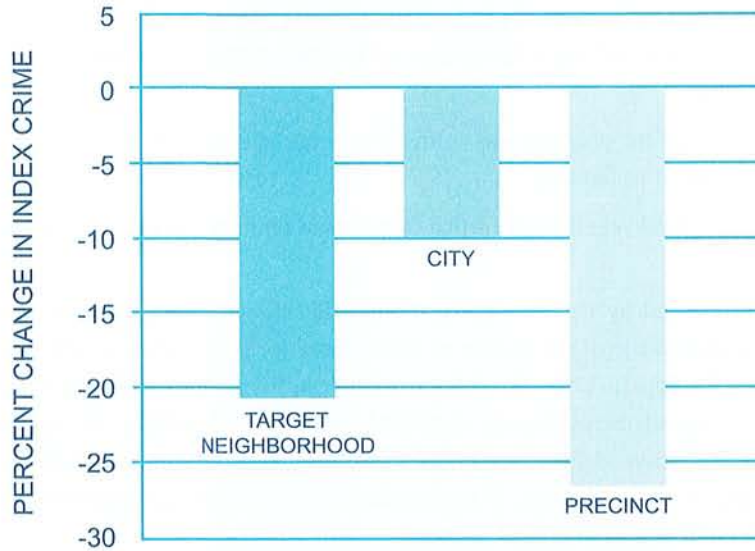 PERCENT CHANGE IN INDEX CRIME
5
0
-5
-10
-15
-20
-25
-30
TARGET
NEIGHBORHOOD
CITY
PRECINCT